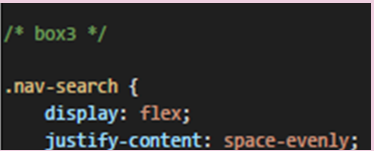 /* box3 */
.nav-search {
display: flex;
justify-content: space-evenly;